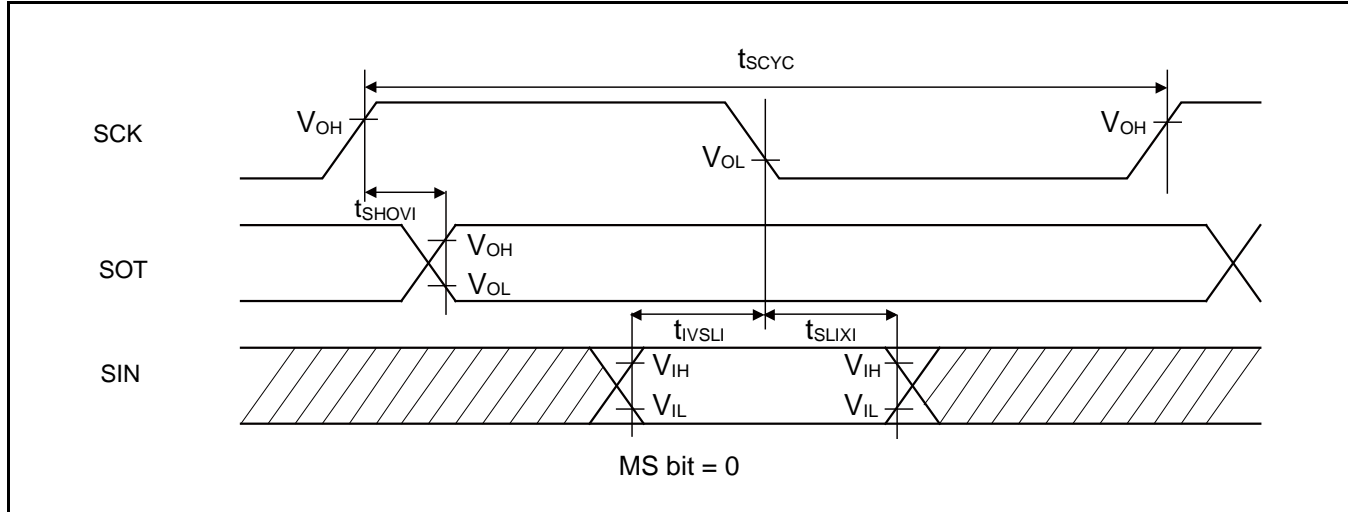 tSCYC
SCK
VOH
VOL
VOH
tSHOVI
SOT
VOH
VOL
tIVSLI
tSLIXI
SIN
VIH
VIH
VIL
VIL
MS bit = 0